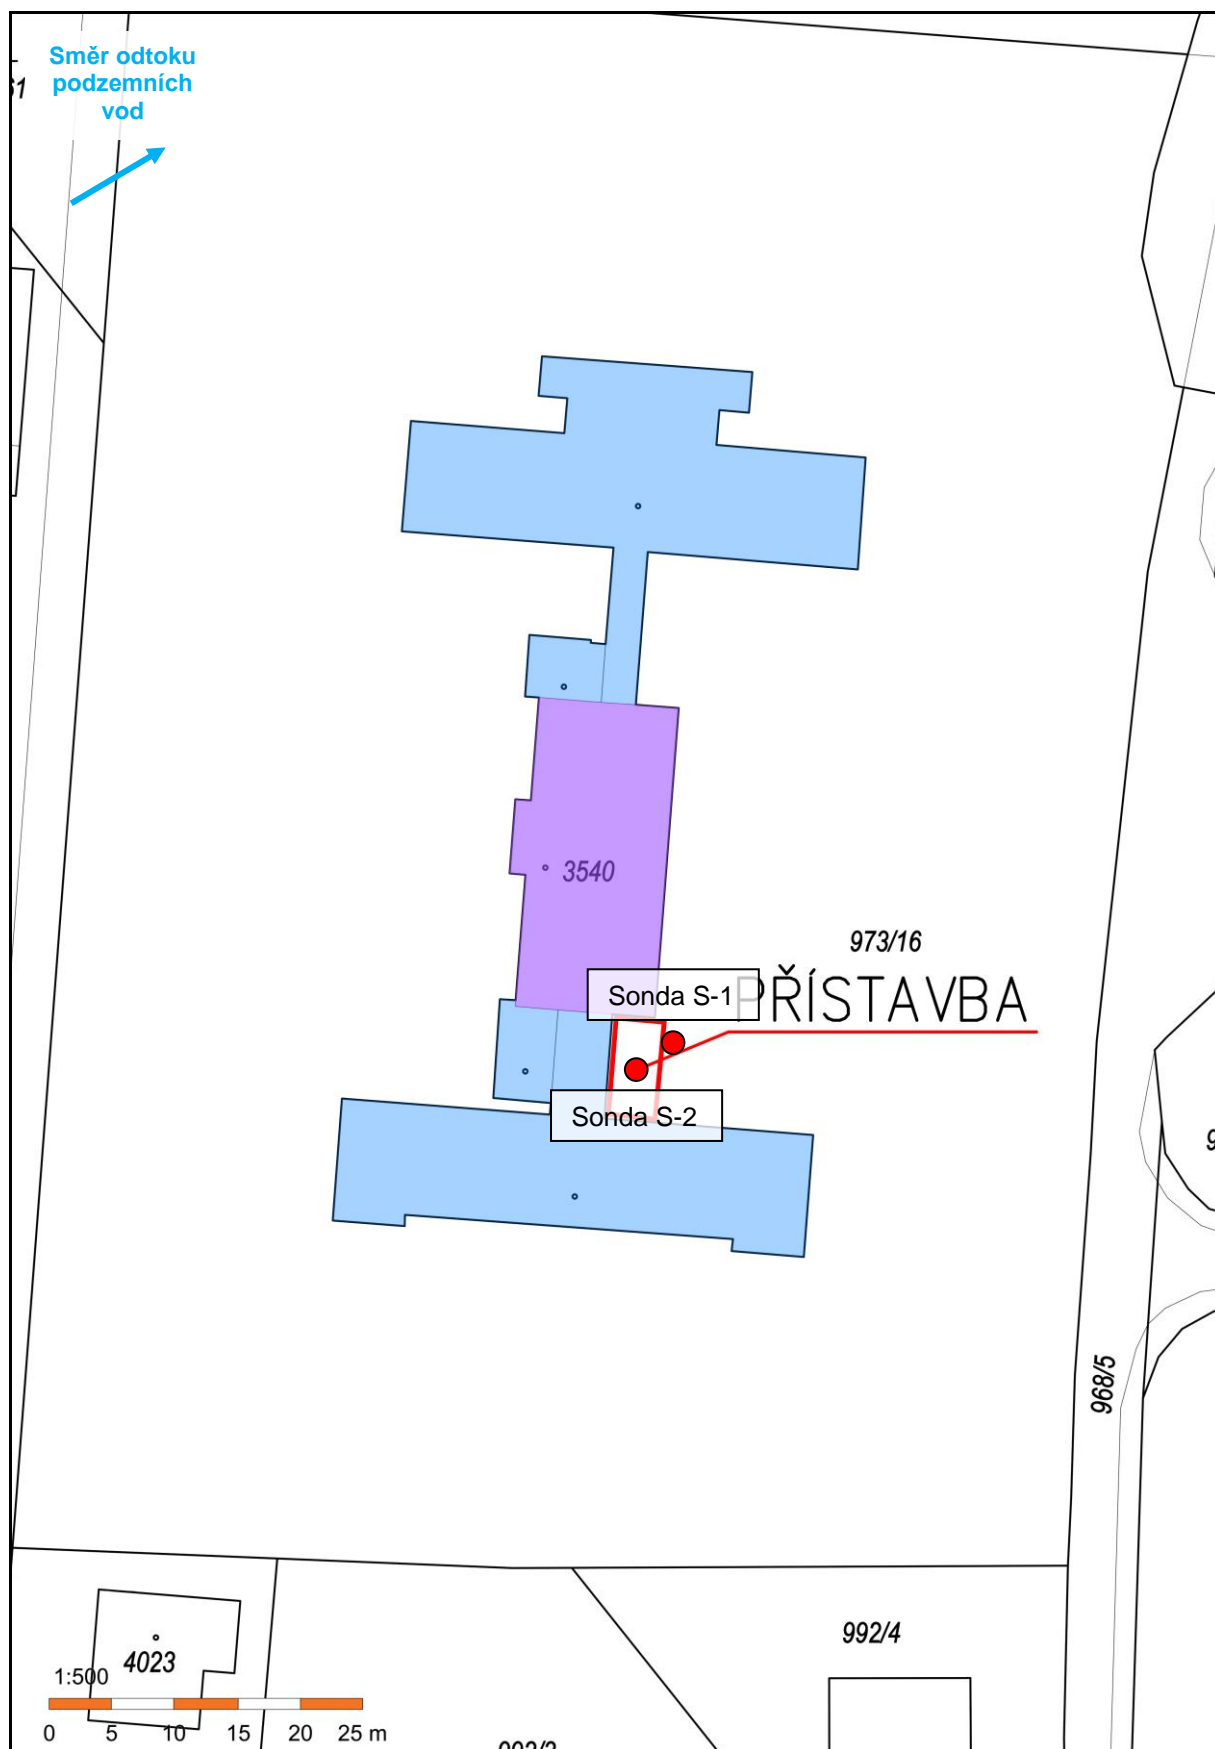 Směr odtoku
podzemních
vod
3540
973/16
Sonda S-1
PŘÍSTAVBA
Sonda S-2
968/5
992/4
4023
1:500
0 5 10 15 20 25 m